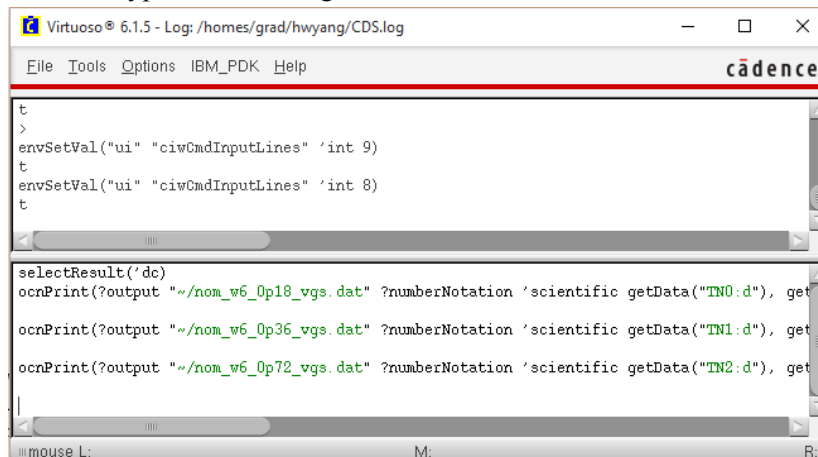 Virtuoso® 6.1.5 - Log: /homes/grad/hwyang/CDS.log
File Tools Options IBM_PDK Help
cādence
t
>
envSetVal("ui" "ciwCmdInputLines" 'int 9)
t
envSetVal("ui" "ciwCmdInputLines" 'int 8)
t
selectResult('dc)
ocnPrint(?output "~/nom_w6_0p18_vgs.dat" ?numberNotation 'scientific getData("TN0:d"), get
ocnPrint(?output "~/nom_w6_0p36_vgs.dat" ?numberNotation 'scientific getData("TN1:d"), get
ocnPrint(?output "~/nom_w6_0p72_vgs.dat" ?numberNotation 'scientific getData("TN2:d"), get
mouse L: M: R: